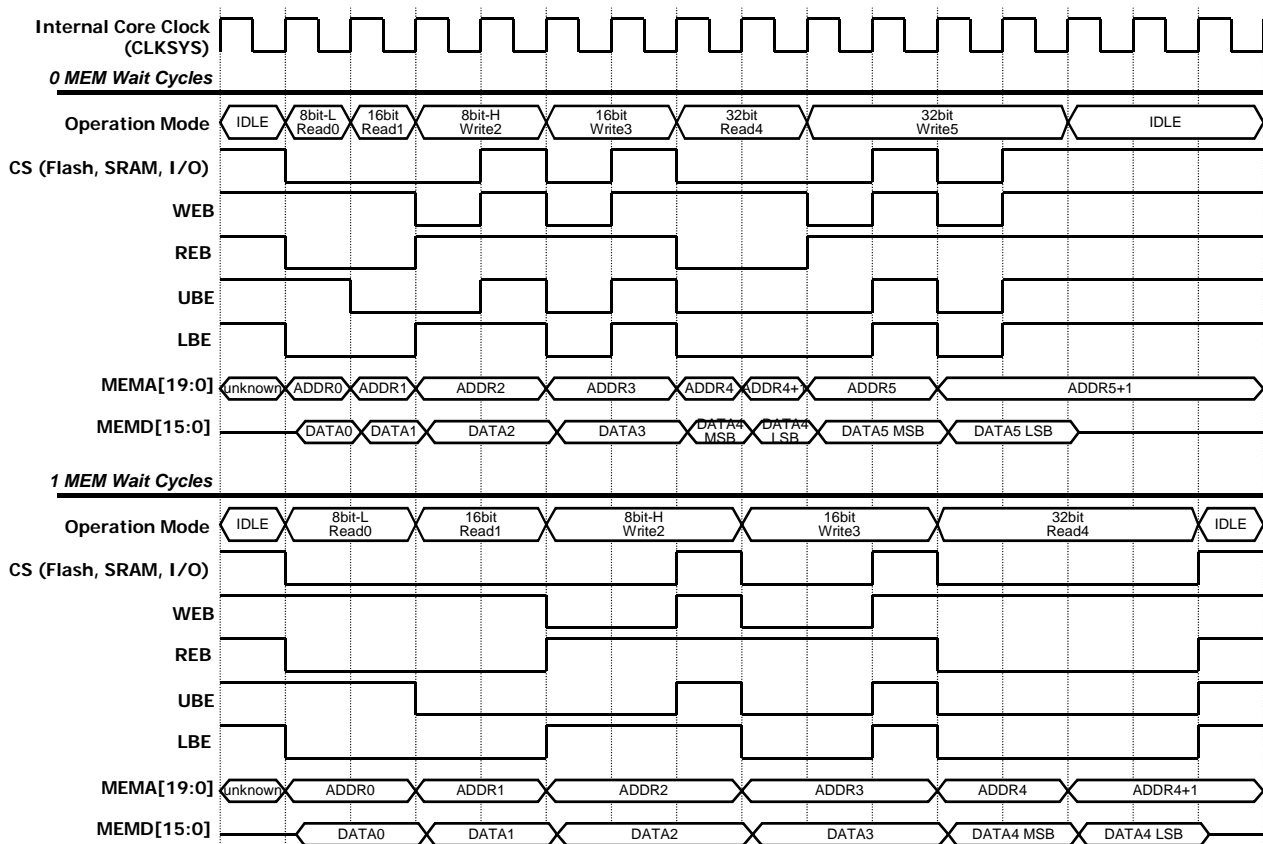 Internal Core Clock
(CLKSYS)
0 MEM Wait Cycles
Operation Mode IDLE 8bit-L Read0 16bit Read1 8bit-H Write2 16bit Write3 32bit Read4 32bit Write5 IDLE
CS (Flash, SRAM, I/O)
WEB
REB
UBE
LBE
MEMA[19:0] unknown ADDR0 ADDR1 ADDR2 ADDR3 ADDR4 ADDR4+1 ADDR5 ADDR5+1
MEMD[15:0] DATA0 DATA1 DATA2 DATA3 DATA4 MSB DATA4 LSB DATA5 MSB DATA5 LSB
1 MEM Wait Cycles
Operation Mode IDLE 8bit-L Read0 16bit Read1 8bit-H Write2 16bit Write3 32bit Read4 IDLE
CS (Flash, SRAM, I/O)
WEB
REB
UBE
LBE
MEMA[19:0] unknown ADDR0 ADDR1 ADDR2 ADDR3 ADDR4 ADDR4+1
MEMD[15:0] DATA0 DATA1 DATA2 DATA3 DATA4 MSB DATA4 LSB